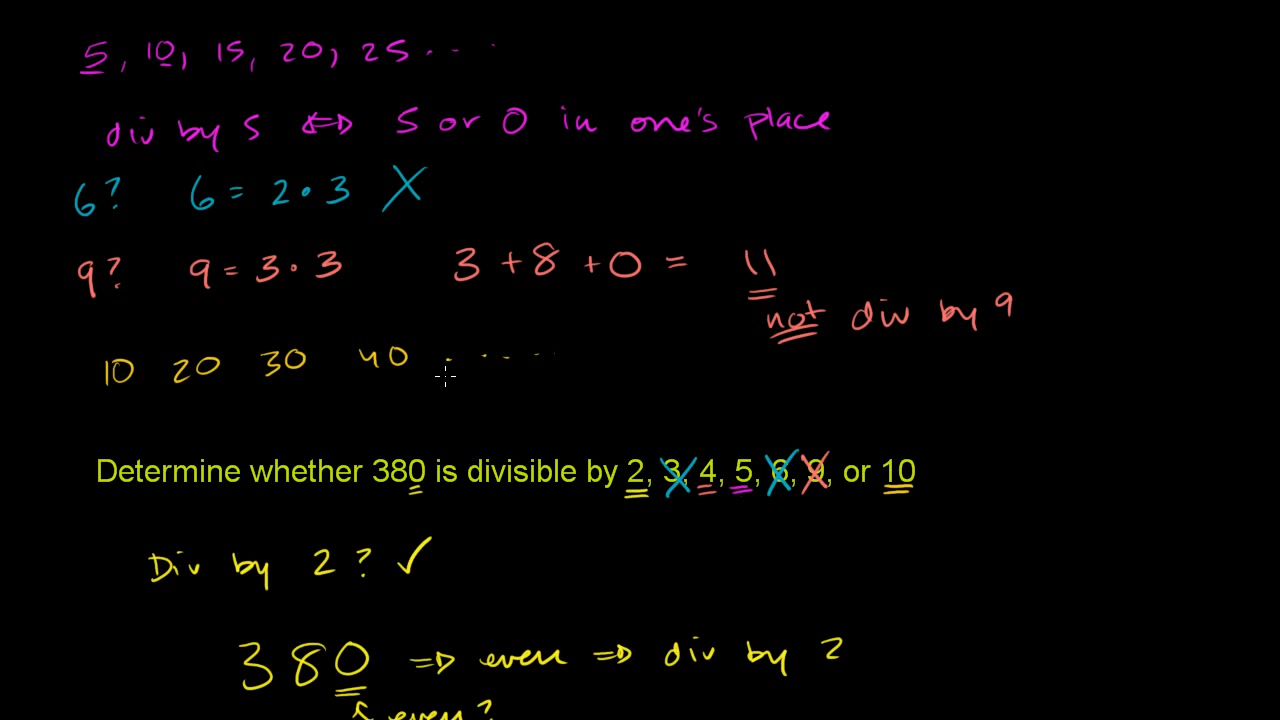 5, 10, 15, 20, 25 . . . .
div by 5 ⇔ 5 or 0 in one's place
6? 6 = 2 · 3 X
9? 9 = 3 · 3 3 + 8 + 0 = 11
not div by 9
10 20 30 40 . . . . .
Determine whether 380 is divisible by 2, 3, 4, 5, 6, 9, or 10
Div by 2 ? ✓
380 ⇒ even ⇒ div by 2
even?